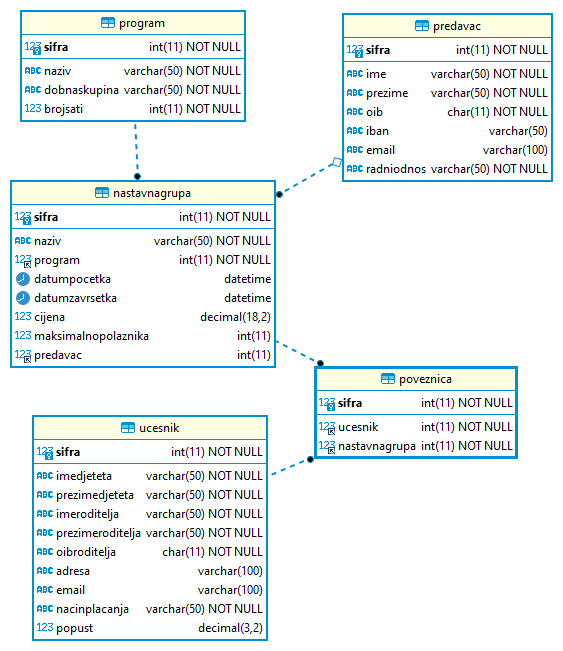 program
123 sifra int(11) NOT NULL
ABC naziv varchar(50) NOT NULL
ABC dobnaskupina varchar(50) NOT NULL
123 brojsati int(11) NOT NULL
predavac
123 sifra int(11) NOT NULL
ABC ime varchar(50) NOT NULL
ABC prezime varchar(50) NOT NULL
ABC oib char(11) NOT NULL
ABC iban varchar(50)
ABC email varchar(100)
ABC radniodnos varchar(50) NOT NULL
nastavnagrupa
123 sifra int(11) NOT NULL
ABC naziv varchar(50) NOT NULL
123 program int(11) NOT NULL
datumpocetka datetime
datumzavrsetka datetime
123 cijena decimal(18,2)
123 maksimalnopolaznika int(11)
123 predavac int(11)
poveznica
123 sifra int(11) NOT NULL
123 ucesnik int(11) NOT NULL
123 nastavnagrupa int(11) NOT NULL
ucesnik
123 sifra int(11) NOT NULL
ABC imedjeteta varchar(50) NOT NULL
ABC prezimedjeteta varchar(50) NOT NULL
ABC imeroditelja varchar(50) NOT NULL
ABC prezimeroditelja varchar(50) NOT NULL
ABC oibroditelja char(11) NOT NULL
ABC adresa varchar(100)
ABC email varchar(100)
ABC nacinplacanja varchar(50) NOT NULL
123 popust decimal(3,2)